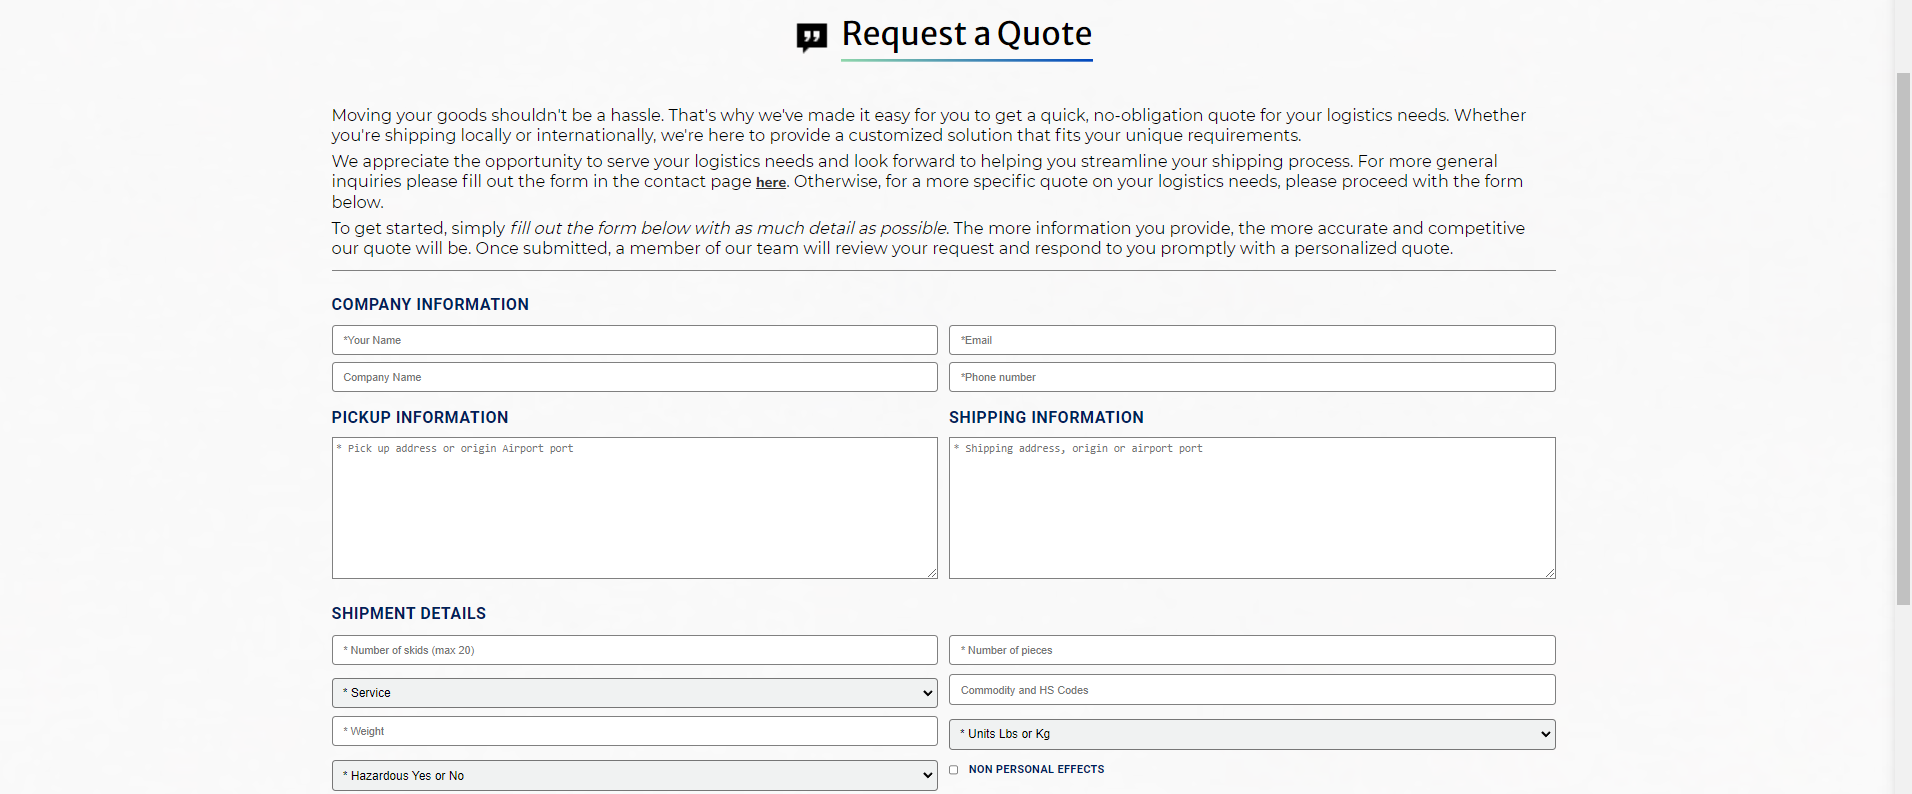 Request a Quote
Moving your goods shouldn't be a hassle. That's why we've made it easy for you to get a quick, no-obligation quote for your logistics needs. Whether
you're shipping locally or internationally, we're here to provide a customized solution that fits your unique requirements.
We appreciate the opportunity to serve your logistics needs and look forward to helping you streamline your shipping process. For more general
inquiries please fill out the form in the contact page here. Otherwise, for a more specific quote on your logistics needs, please proceed with the form
below.
To get started, simply fill out the form below with as much detail as possible. The more information you provide, the more accurate and competitive
our quote will be. Once submitted, a member of our team will review your request and respond to you promptly with a personalized quote.
COMPANY INFORMATION
*Your Name
*Email
Company Name
*Phone number
PICKUP INFORMATION
SHIPPING INFORMATION
* Pick up address or origin Airport port
* Shipping address, origin or airport port
SHIPMENT DETAILS
* Number of skids (max 20)
* Number of pieces
* Service
Commodity and HS Codes
* Weight
* Units Lbs or Kg
* Hazardous Yes or No
NON PERSONAL EFFECTS